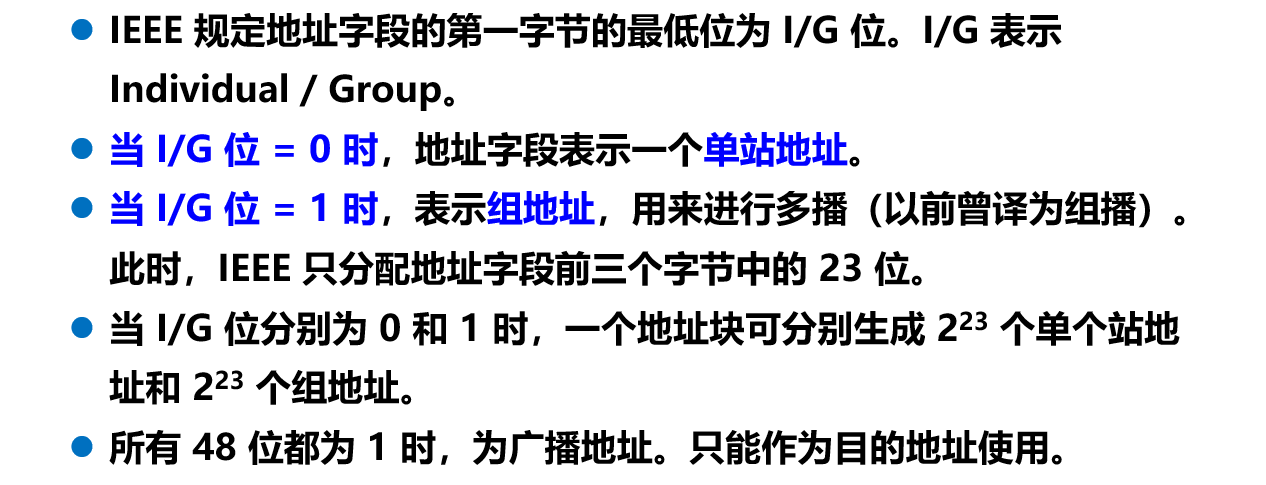 ● IEEE 规定地址字段的第一字节的最低位为 I/G 位。I/G 表示
Individual / Group。
● 当 I/G 位 = 0 时，地址字段表示一个单站地址。
● 当 I/G 位 = 1 时，表示组地址，用来进行多播（以前曾译为组播）。
此时，IEEE 只分配地址字段前三个字节中的 23 位。
● 当 I/G 位分别为 0 和 1 时，一个地址块可分别生成 2²³ 个单个站地
址和 2²³ 个组地址。
● 所有 48 位都为 1 时，为广播地址。只能作为目的地址使用。